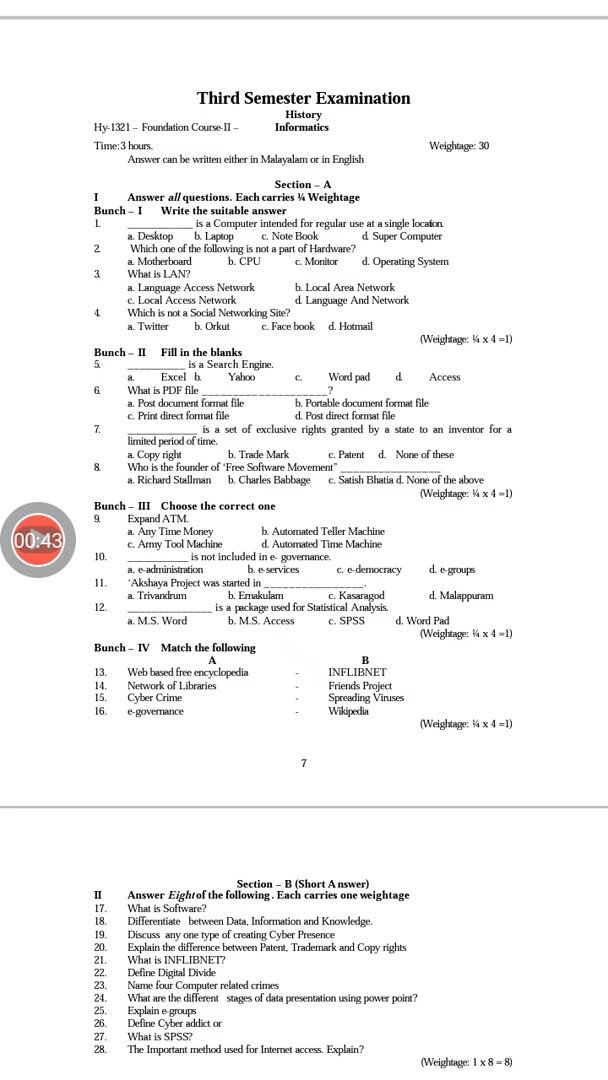 Third Semester Examination
History
Hy-1321 – Foundation Course-II – Informatics
Time: 3 hours. Weightage: 30
Answer can be written either in Malayalam or in English
Section – A
I Answer all questions. Each carries ¼ Weightage
Bunch – I Write the suitable answer
1. ____________ is a Computer intended for regular use at a single location.
a. Desktop b. Laptop c. Note Book d. Super Computer
2. Which one of the following is not a part of Hardware?
a. Motherboard b. CPU c. Monitor d. Operating System
3. What is LAN?
a. Language Access Network b. Local Area Network
c. Local Access Network d. Language And Network
4. Which is not a Social Networking Site?
a. Twitter b. Orkut c. Face book d. Hotmail
(Weightage: ¼ x 4 =1)
Bunch – II Fill in the blanks
5. __________ is a Search Engine.
a. Excel b. Yahoo c. Word pad d. Access
6. What is PDF file ______________________?
a. Post document format file b. Portable document format file
c. Print direct format file d. Post direct format file
7. ____________ is a set of exclusive rights granted by a state to an inventor for a
limited period of time.
a. Copy right b. Trade Mark c. Patent d. None of these
8. Who is the founder of 'Free Software Movement" _________________
a. Richard Stallman b. Charles Babbage c. Satish Bhatia d. None of the above
(Weightage: ¼ x 4 =1)
Bunch – III Choose the correct one
9. Expand ATM.
a. Any Time Money b. Automated Teller Machine
c. Army Tool Machine d. Automated Time Machine
10. __________ is not included in e- governance.
a. e-administration b. e-services c. e-democracy d. e-groups
11. 'Akshaya Project was started in _________________.
a. Trivandrum b. Ernakulam c. Kasaragod d. Malappuram
12. ______________ is a package used for Statistical Analysis.
a. M.S. Word b. M.S. Access c. SPSS d. Word Pad
(Weightage: ¼ x 4 =1)
Bunch – IV Match the following
A B
13. Web based free encyclopedia - INFLIBNET
14. Network of Libraries - Friends Project
15. Cyber Crime - Spreading Viruses
16. e-governance - Wikipedia
(Weightage: ¼ x 4 =1)
7
00:43
Section – B (Short Answer)
II Answer Eight of the following. Each carries one weightage
17. What is Software?
18. Differentiate between Data, Information and Knowledge.
19. Discuss any one type of creating Cyber Presence
20. Explain the difference between Patent, Trademark and Copy rights
21. What is INFLIBNET?
22. Define Digital Divide
23. Name four Computer related crimes
24. What are the different stages of data presentation using power point?
25. Explain e-groups
26. Define Cyber addict or
27. What is SPSS?
28. The Important method used for Internet access. Explain?
(Weightage: 1 x 8 = 8)